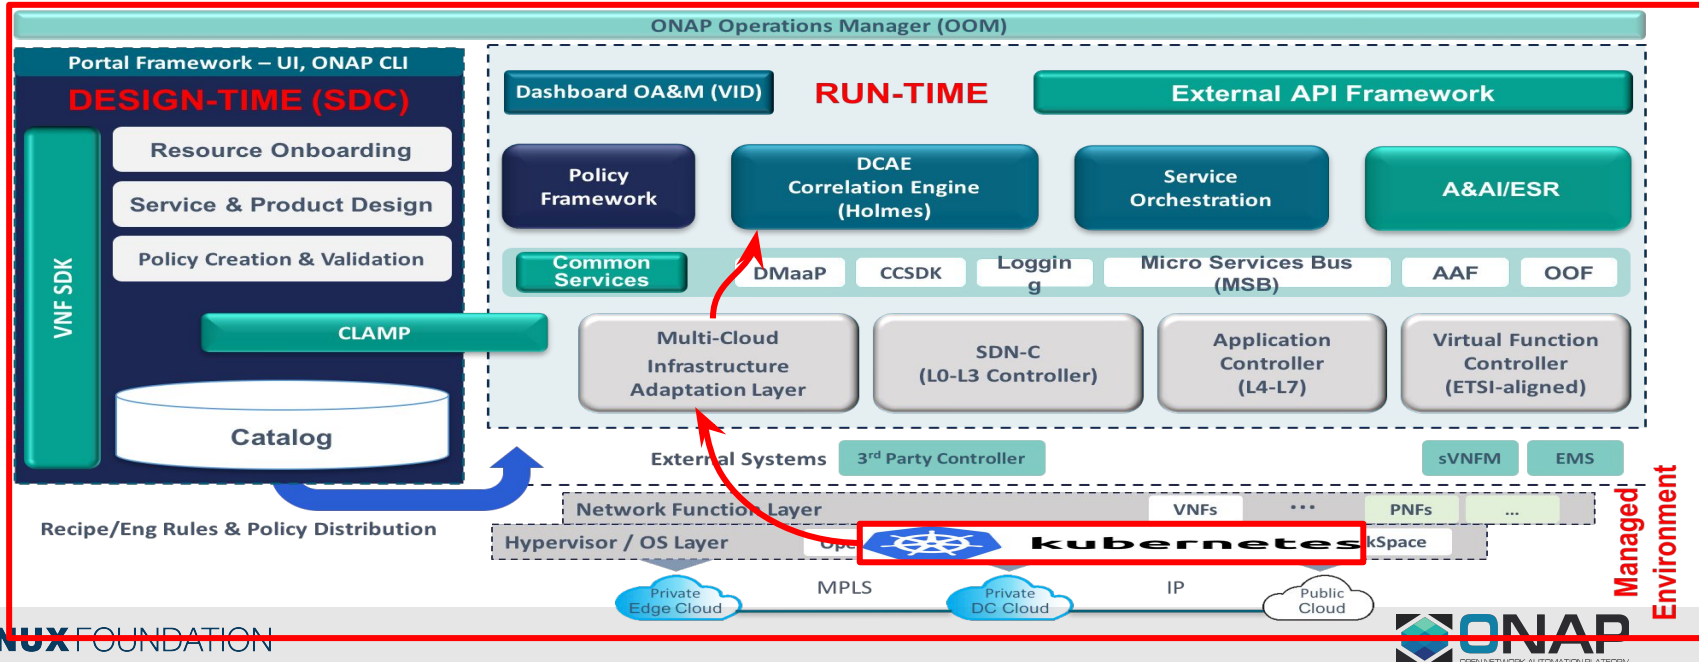 ONAP Operations Manager (OOM)
Portal Framework – UI, ONAP CLI
DESIGN-TIME (SDC)
VNF SDK
Resource Onboarding
Service & Product Design
Policy Creation & Validation
CLAMP
Catalog
Recipe/Eng Rules & Policy Distribution
Dashboard OA&M (VID)
RUN-TIME
External API Framework
Policy
Framework
DCAE
Correlation Engine
(Holmes)
Service
Orchestration
A&AI/ESR
Common
Services
DMaaP
CCSDK
Loggin
g
Micro Services Bus
(MSB)
AAF
OOF
Multi-Cloud
Infrastructure
Adaptation Layer
SDN-C
(L0-L3 Controller)
Application
Controller
(L4-L7)
Virtual Function
Controller
(ETSI-aligned)
External Systems
3rd Party Controller
sVNFM
EMS
Network Function Layer
VNFs
...
PNFs
...
Hypervisor / OS Layer
Ope
kubernetes
kSpace
Private
Edge Cloud
MPLS
Private
DC Cloud
IP
Public
Cloud
Managed
Environment
NUX FOUNDATION
ONAP